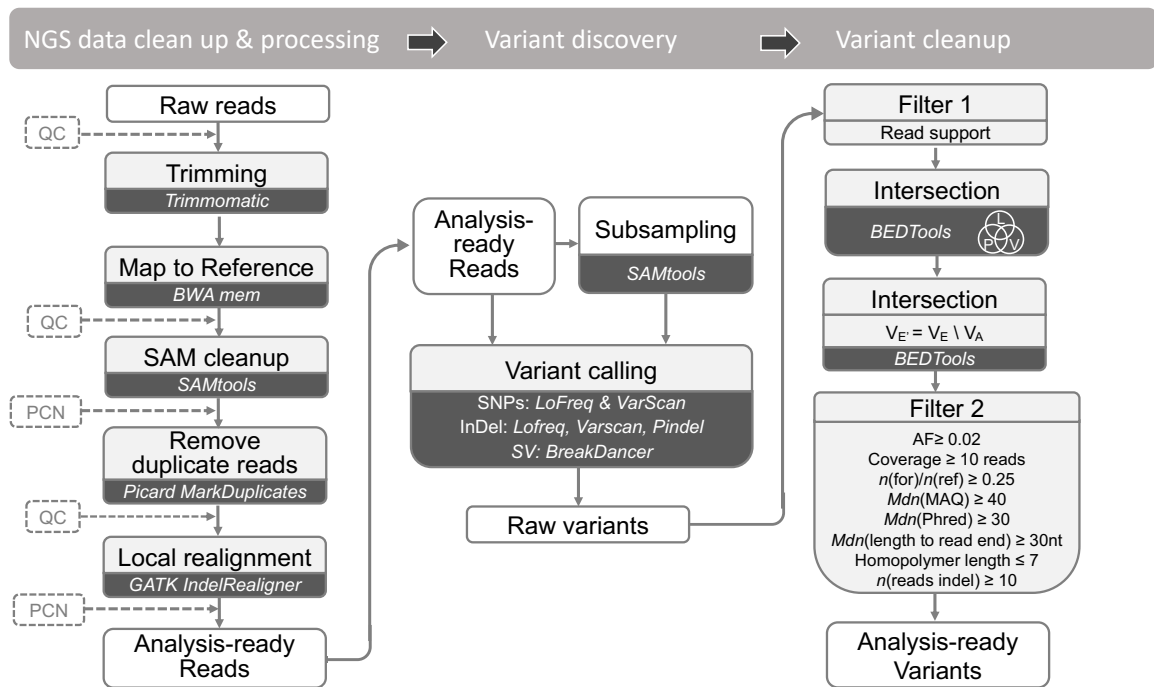 NGS data clean up & processing
Variant discovery
Variant cleanup
Raw reads
QC
Trimming
Trimmomatic
Map to Reference
BWA mem
QC
SAM cleanup
SAMtools
PCN
Remove
duplicate reads
Picard MarkDuplicates
QC
Local realignment
GATK IndelRealigner
PCN
Analysis-ready
Reads
Analysis-
ready
Reads
Subsampling
SAMtools
Variant calling
SNPs: LoFreq & VarScan
InDel: Lofreq, Varscan, Pindel
SV: BreakDancer
Raw variants
Filter 1
Read support
Intersection
BEDTools
L
P V
Intersection
VE' = VE \ VA
BEDTools
Filter 2
AF≥ 0.02
Coverage ≥ 10 reads
n(for)/n(ref) ≥ 0.25
Mdn(MAQ) ≥ 40
Mdn(Phred) ≥ 30
Mdn(length to read end) ≥ 30nt
Homopolymer length ≤ 7
n(reads indel) ≥ 10
Analysis-ready
Variants